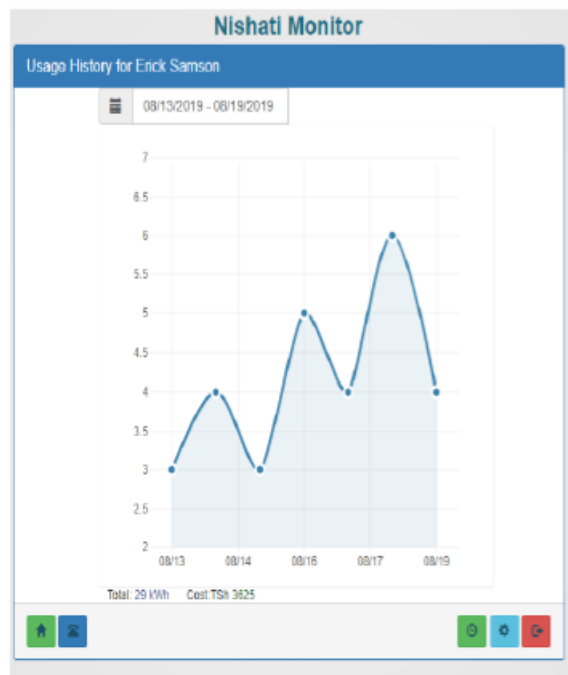 Nishati Monitor
Usage History for Erick Samson
08/13/2019 - 08/19/2019
7
6.5
6
5.5
5
4.5
4
3.5
3
2.5
2
08/13 08/14 08/16 08/17 08/19
Total: 29 kWh Cost:TSh 3625